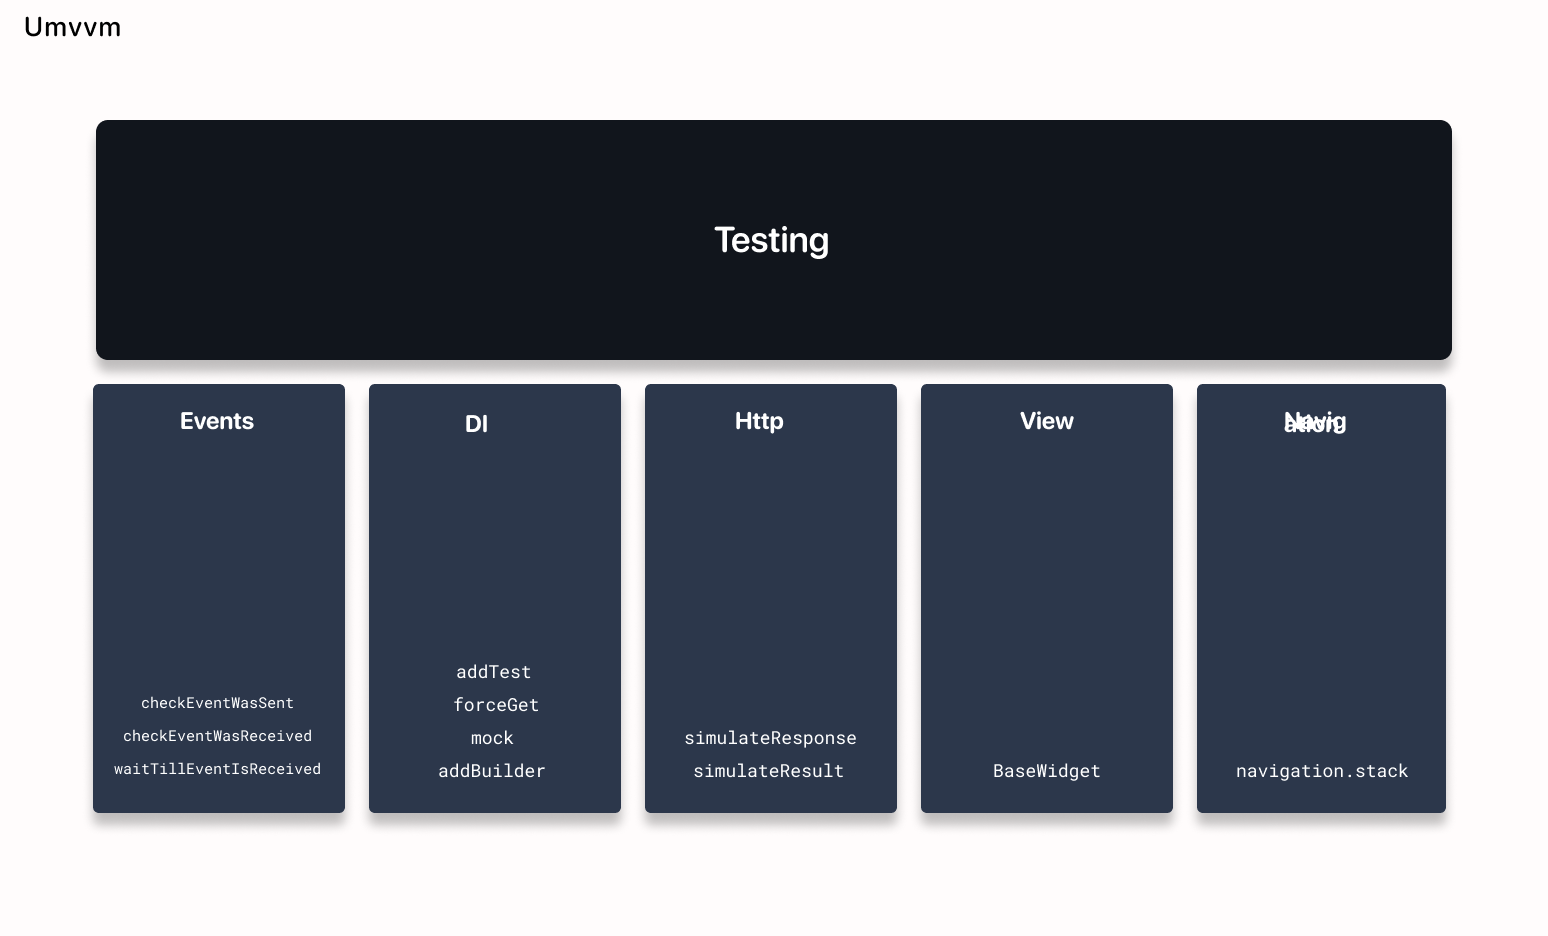 Umvvm
Testing
Events
checkEventWasSent
checkEventWasReceived
waitTillEventIsReceived
DI
addTest
forceGet
mock
addBuilder
Http
simulateResponse
simulateResult
View
BaseWidget
Navig
ation
navigation.stack